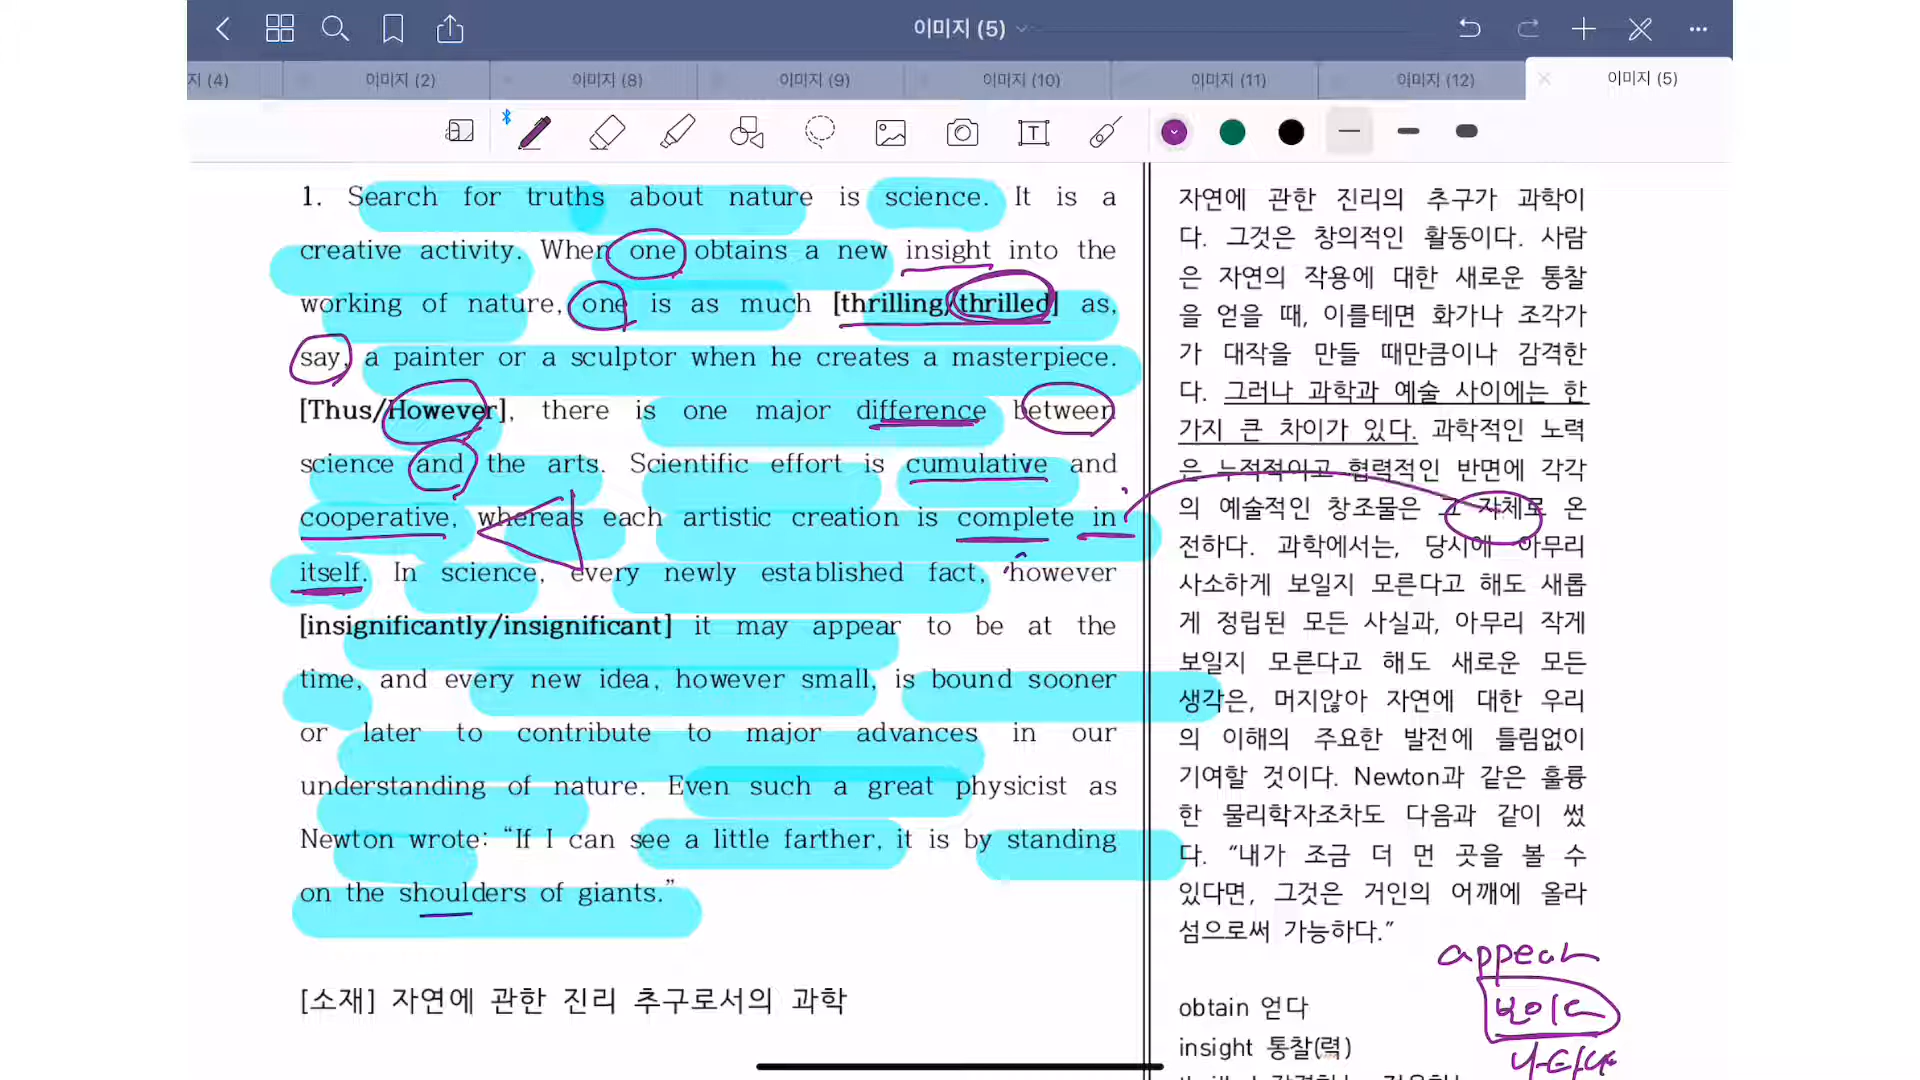 이미지 (5)
지 (4)
이미지 (2)
이미지 (8)
이미지 (9)
이미지 (10)
이미지 (11)
이미지 (12)
이미지 (5)
1. Search for truths about nature is science. It is a
creative activity. When one obtains a new insight into the
working of nature, one is as much [thrilling/thrilled] as,
say, a painter or a sculptor when he creates a masterpiece.
[Thus/However], there is one major difference between
science and the arts. Scientific effort is cumulative and
cooperative, whereas each artistic creation is complete in
itself. In science, every newly established fact, however
[insignificantly/insignificant] it may appear to be at the
time, and every new idea, however small, is bound sooner
or later to contribute to major advances in our
understanding of nature. Even such a great physicist as
Newton wrote: “If I can see a little farther, it is by standing
on the shoulders of giants.”
[소재] 자연에 관한 진리 추구로서의 과학
자연에 관한 진리의 추구가 과학이
다. 그것은 창의적인 활동이다. 사람
은 자연의 작용에 대한 새로운 통찰
을 얻을 때, 이를테면 화가나 조각가
가 대작을 만들 때만큼이나 감격한
다. 그러나 과학과 예술 사이에는 한
가지 큰 차이가 있다. 과학적인 노력
은 누적적이고 협력적인 반면에 각각
의 예술적인 창조물은 그 자체로 온
전하다. 과학에서는, 당시에 아무리
사소하게 보일지 모른다고 해도 새롭
게 정립된 모든 사실과, 아무리 작게
보일지 모른다고 해도 새로운 모든
생각은, 머지않아 자연에 대한 우리
의 이해의 주요한 발전에 틀림없이
기여할 것이다. Newton과 같은 훌륭
한 물리학자조차도 다음과 같이 썼
다. “내가 조금 더 먼 곳을 볼 수
있다면, 그것은 거인의 어깨에 올라
섬으로써 가능하다.”
appear
보이다
obtain 얻다
insight 통찰(력)